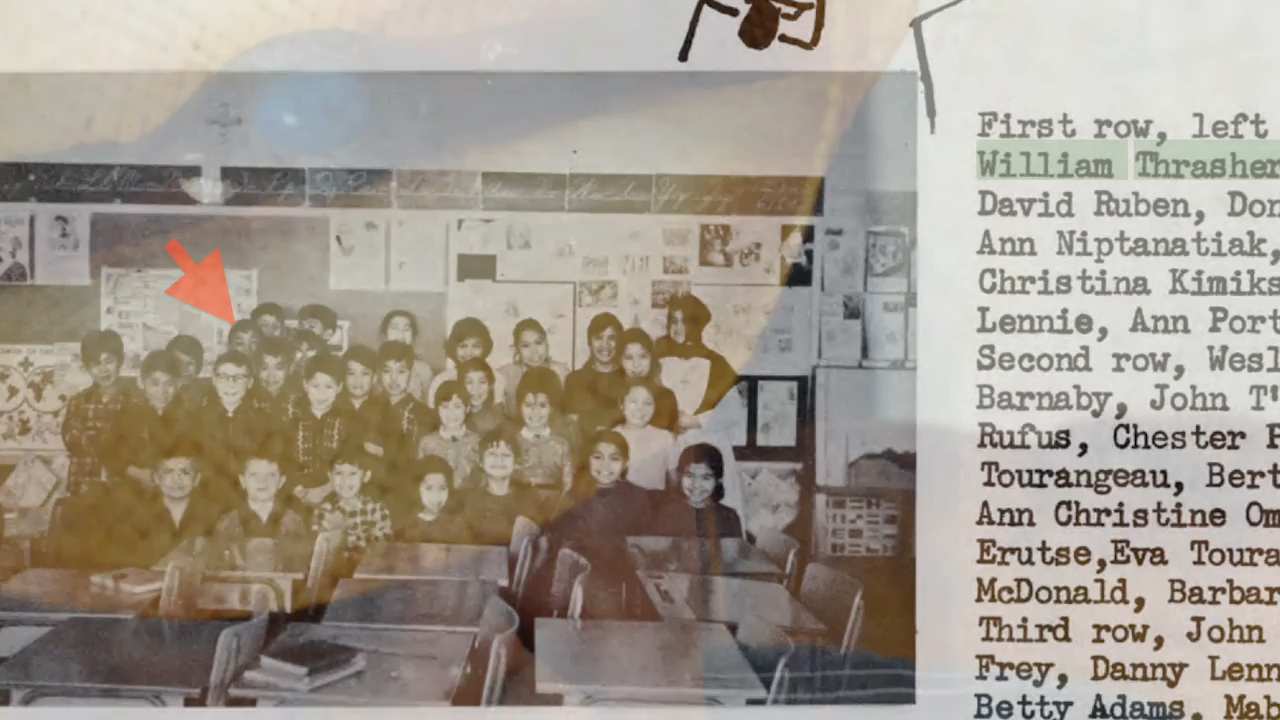 First row, left
William Thrasher
David Ruben, Don
Ann Niptanatiak,
Christina Kimiks
Lennie, Ann Port
Second row, Wesl
Barnaby, John T'
Rufus, Chester
Tourangeau, Bert
Ann Christine Om
Erutse,Eva Toura
McDonald, Barbar
Third row, John
Frey, Danny Lenn
Betty Adams, Mab